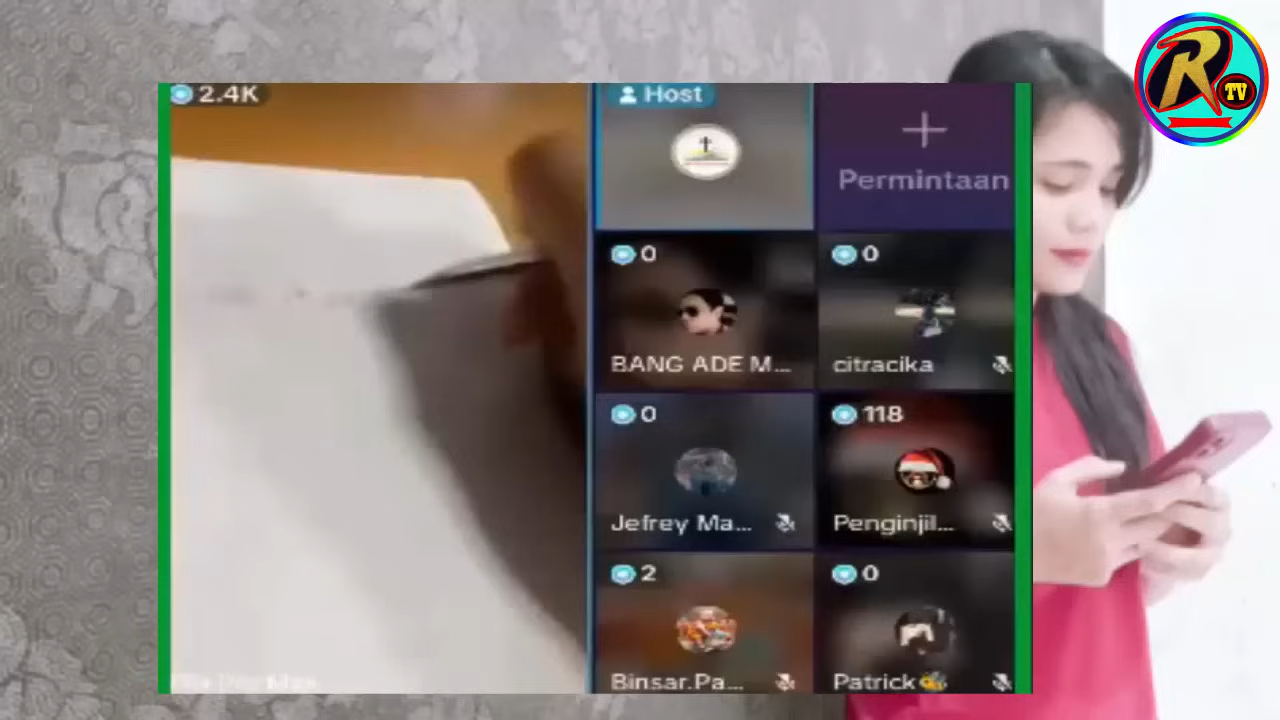 R
TV
2.4K
Host
Permintaan
0
0
BANG ADE M...
citracika
0
118
Jefrey Ma...
Penginjil...
2
0
Binsar.Pa...
Patrick